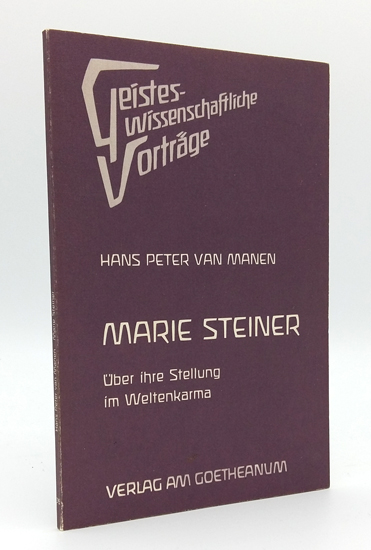 Geistes-
Wissenschaftliche
Vorträge
HANS PETER VAN MANEN
MARIE STEINER
Über ihre Stellung
im Weltenkarma
VERLAG AM GOETHEANUM